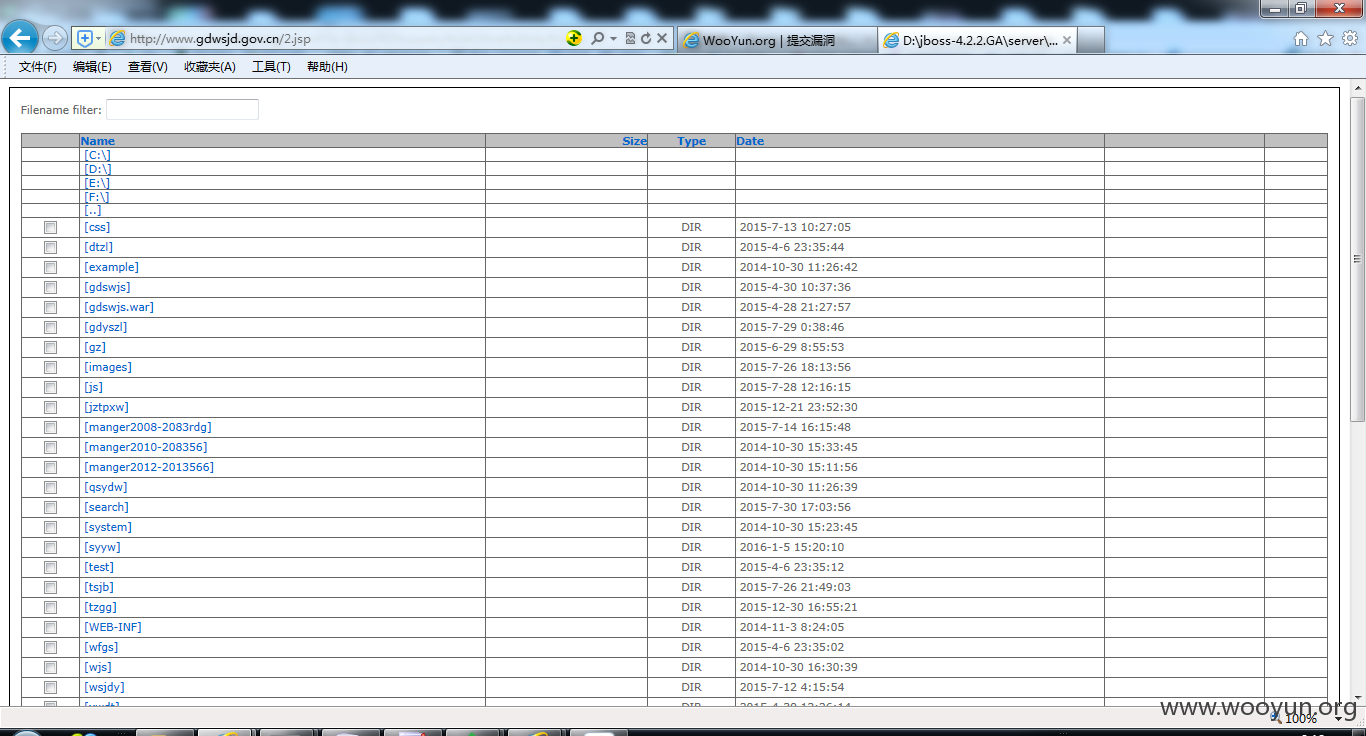 http://www.gdwsjd.gov.cn/2.jsp
WooYun.org | 提交漏洞
D:\jboss-4.2.2.GA\server\...
文件(F) 编辑(E) 查看(V) 收藏夹(A) 工具(T) 帮助(H)
Filename filter:
Name Size Type Date
[C:\]
[D:\]
[E:\]
[F:\]
[..]
[css] DIR 2015-7-13 10:27:05
[dtzl] DIR 2015-4-6 23:35:44
[example] DIR 2014-10-30 11:26:42
[gdswjs] DIR 2015-4-30 10:37:36
[gdswjs.war] DIR 2015-4-28 21:27:57
[gdyszl] DIR 2015-7-29 0:38:46
[gz] DIR 2015-6-29 8:55:53
[images] DIR 2015-7-26 18:13:56
[js] DIR 2015-7-28 12:16:15
[jztpxw] DIR 2015-12-21 23:52:30
[manger2008-2083rdg] DIR 2015-7-14 16:15:48
[manger2010-208356] DIR 2014-10-30 15:33:45
[manger2012-2013566] DIR 2014-10-30 15:11:56
[qsydw] DIR 2014-10-30 11:26:39
[search] DIR 2015-7-30 17:03:56
[system] DIR 2014-10-30 15:23:45
[syyw] DIR 2016-1-5 15:20:10
[test] DIR 2015-4-6 23:35:12
[tsjb] DIR 2015-7-26 21:49:03
[tzgg] DIR 2015-12-30 16:55:21
[WEB-INF] DIR 2014-11-3 8:24:05
[wfgs] DIR 2015-4-6 23:35:02
[wjs] DIR 2014-10-30 16:30:39
[wsjdy] DIR 2015-7-12 4:15:54
www.wooyun.org
100%